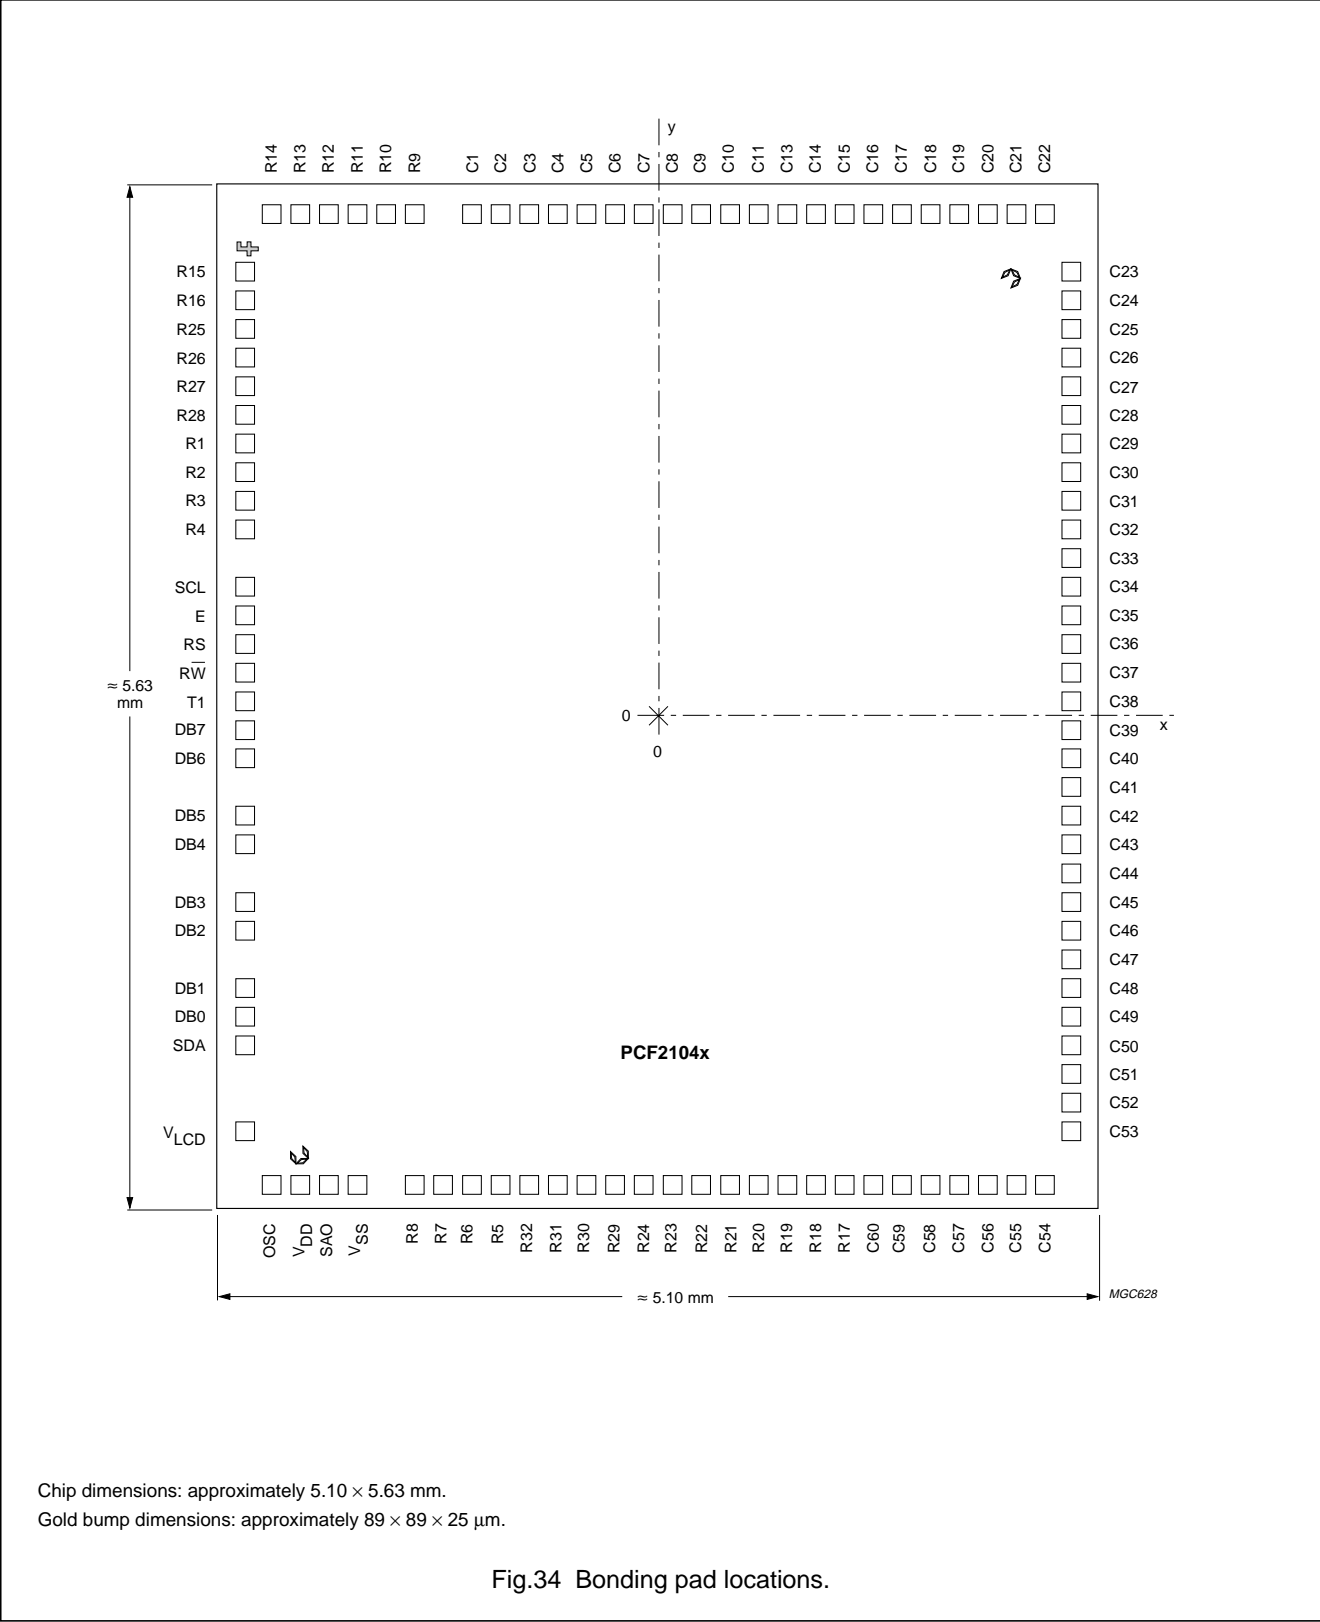 y
R14
R13
R12
R11
R10
R9
C1
C2
C3
C4
C5
C6
C7
C8
C9
C10
C11
C13
C14
C15
C16
C17
C18
C19
C20
C21
C22
R15
R16
R25
R26
R27
R28
R1
R2
R3
R4
SCL
E
RS
RW̅
T1
DB7
DB6
DB5
DB4
DB3
DB2
DB1
DB0
SDA
VLCD
≈ 5.63
mm
0
0
x
C23
C24
C25
C26
C27
C28
C29
C30
C31
C32
C33
C34
C35
C36
C37
C38
C39
C40
C41
C42
C43
C44
C45
C46
C47
C48
C49
C50
C51
C52
C53
PCF2104x
OSC
VDD
SAO
VSS
R8
R7
R6
R5
R32
R31
R30
R29
R24
R23
R22
R21
R20
R19
R18
R17
C60
C59
C58
C57
C56
C55
C54
≈ 5.10 mm
MGC628
Chip dimensions: approximately 5.10 × 5.63 mm.
Gold bump dimensions: approximately 89 × 89 × 25 μm.
Fig.34 Bonding pad locations.